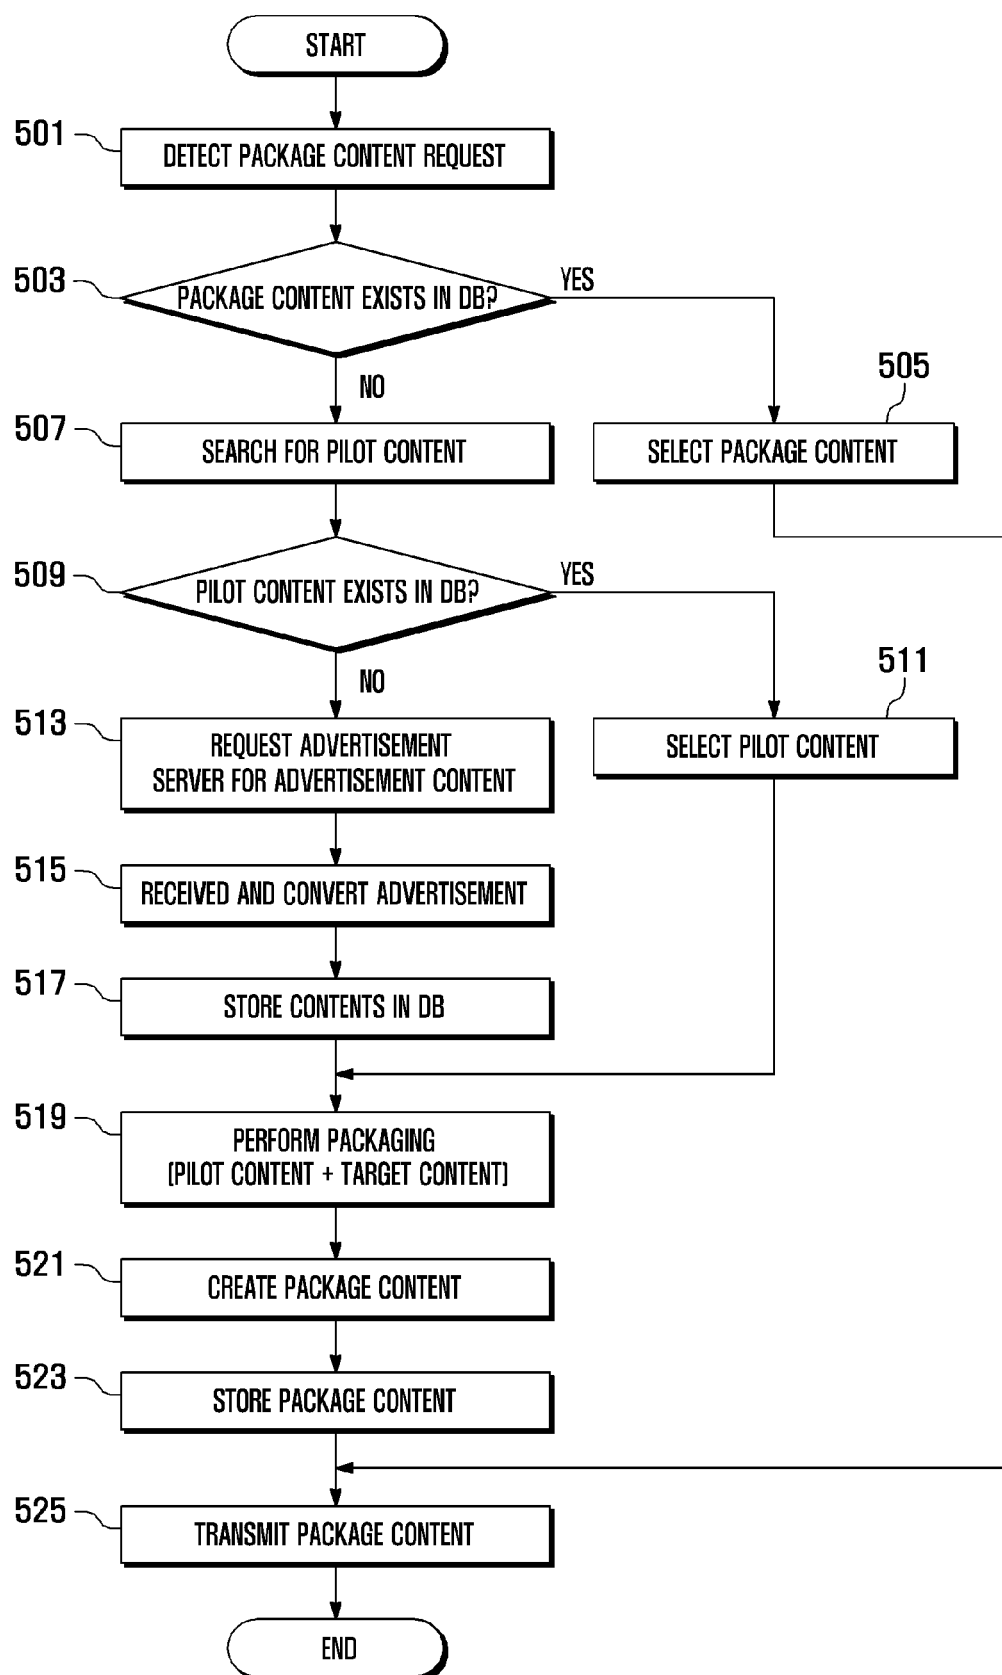 START
501
DETECT PACKAGE CONTENT REQUEST
503
PACKAGE CONTENT EXISTS IN DB?
YES
NO
505
507
SEARCH FOR PILOT CONTENT
SELECT PACKAGE CONTENT
509
PILOT CONTENT EXISTS IN DB?
YES
NO
511
513
REQUEST ADVERTISEMENT
SERVER FOR ADVERTISEMENT CONTENT
SELECT PILOT CONTENT
515
RECEIVED AND CONVERT ADVERTISEMENT
517
STORE CONTENTS IN DB
519
PERFORM PACKAGING
(PILOT CONTENT + TARGET CONTENT)
521
CREATE PACKAGE CONTENT
523
STORE PACKAGE CONTENT
525
TRANSMIT PACKAGE CONTENT
END